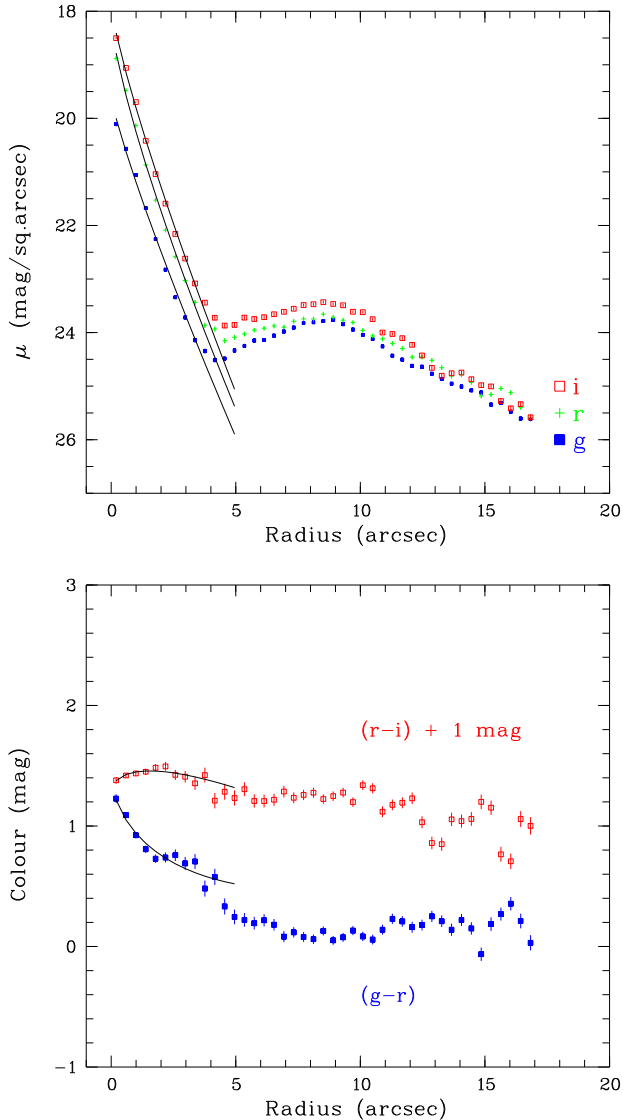 18
20
22
24
26
μ (mag/sq.arcsec)
i
r
g
0 5 10 15 20
Radius (arcsec)
3
2
1
0
−1
Colour (mag)
(r−i) + 1 mag
(g−r)
0 5 10 15 20
Radius (arcsec)